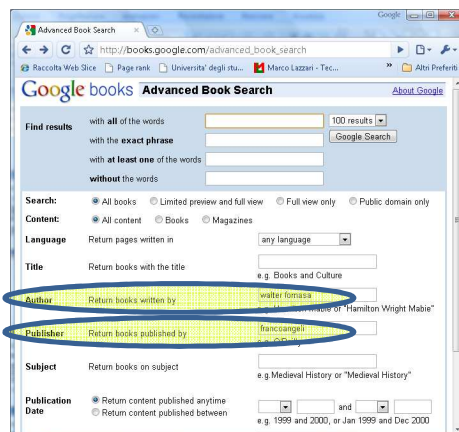 Google
Advanced Book Search
http://books.google.com/advanced_book_search
Raccolta Web Slice Page rank Universita' degli stu... Marco Lazzari - Tec... » Altri Preferiti
Google books Advanced Book Search About Google
Find results with all of the words 100 results
with the exact phrase Google Search
with at least one of the words
without the words
Search: All books Limited preview and full view Full view only Public domain only
Content: All content Books Magazines
Language Return pages written in any language
Title Return books with the title
e.g. Books and Culture
Author Return books written by walter fornasa
or "Hamilton Wright Mabie"
Publisher Return books published by francoangeli
e.g. O'Reilly
Subject Return books on subject
e.g. Medieval History or "Medieval History"
Publication Date Return content published anytime
Return content published between and
e.g. 1999 and 2000, or Jan 1999 and Dec 2000